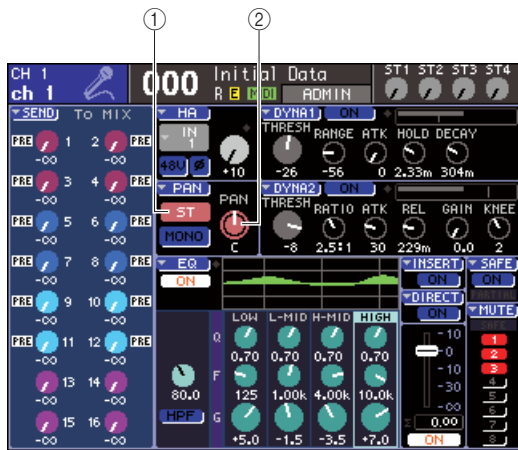 ① ②
CH 1
ch 1
000
Initial Data
R E MIDI ADMIN
ST1 ST2 ST3 ST4
SEND To MIX
PRE 1 2 PRE
-∞ -∞
PRE 3 4 PRE
-∞ -∞
PRE 5 6 PRE
-∞ -∞
PRE 7 8 PRE
-∞ -∞
PRE 9 10 PRE
-∞ -∞
PRE 11 12 PRE
-∞ -∞
13 14
-∞ -∞
15 16
-∞ -∞
HA
IN
1
48V ø
+10
PAN
ST
MONO
PAN
C
DYNA1 ON
THRESH RANGE ATK HOLD DECAY
-26 -56 0 2.33m 304m
DYNA2 ON
THRESH RATIO ATK REL GAIN KNEE
-8 2.5:1 30 229m 0.0 2
EQ
ON
LOW L-MID H-MID HIGH
Q 0.70 0.70 0.70 0.70
80.0
HPF
F 125 1.00k 4.00k 10.0k
G +5.0 -1.5 -3.5 +7.0
INSERT
ON
DIRECT
ON
10
0
10
30
∞
Σ 0.00
ON
SAFE
ON
PARTIAL
MUTE
SAFE
1
2
3
4
5
6
7
8